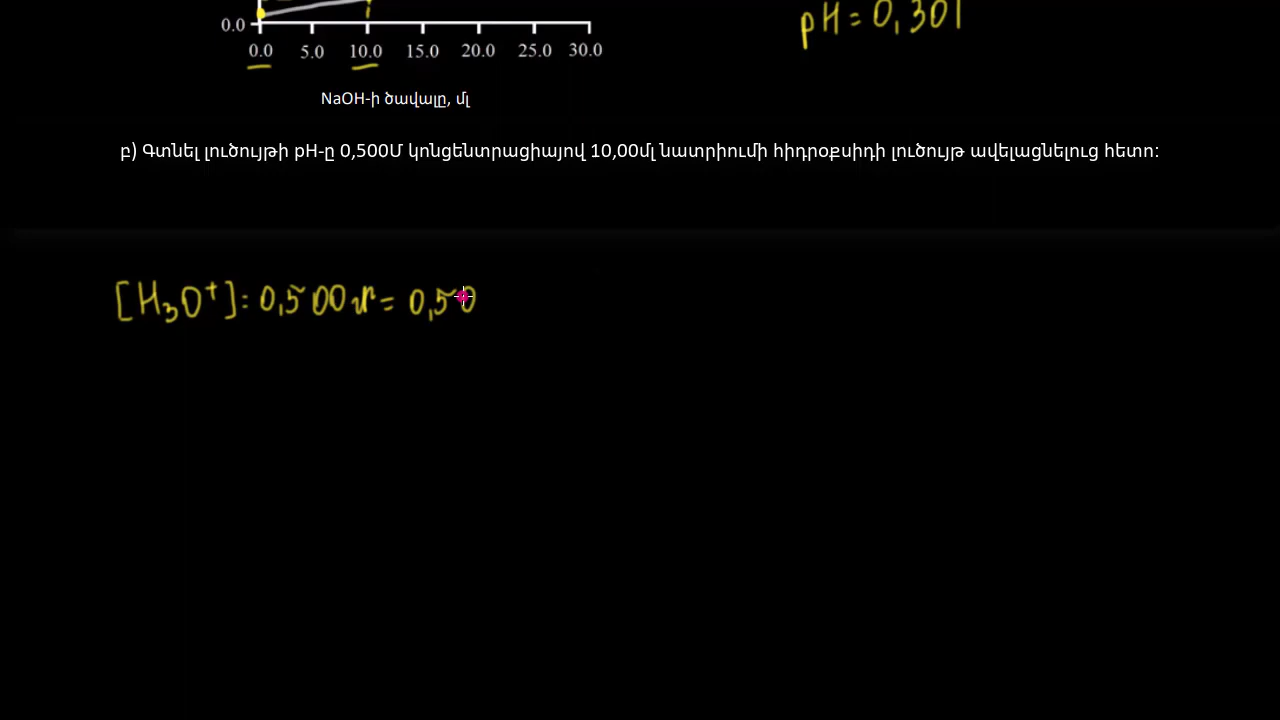 pH = 0,301
0.0
0.0 5.0 10.0 15.0 20.0 25.0 30.0
NaOH-ի ծավալը, մլ
բ) Գտնել լուծույթի pH-ը 0,500Մ կոնցենտրացիայով 10,00մլ նատրիումի հիդրօքսիդի լուծույթ ավելացնելուց հետո:
[H₃O⁺]: 0,500 Մ = 0,50